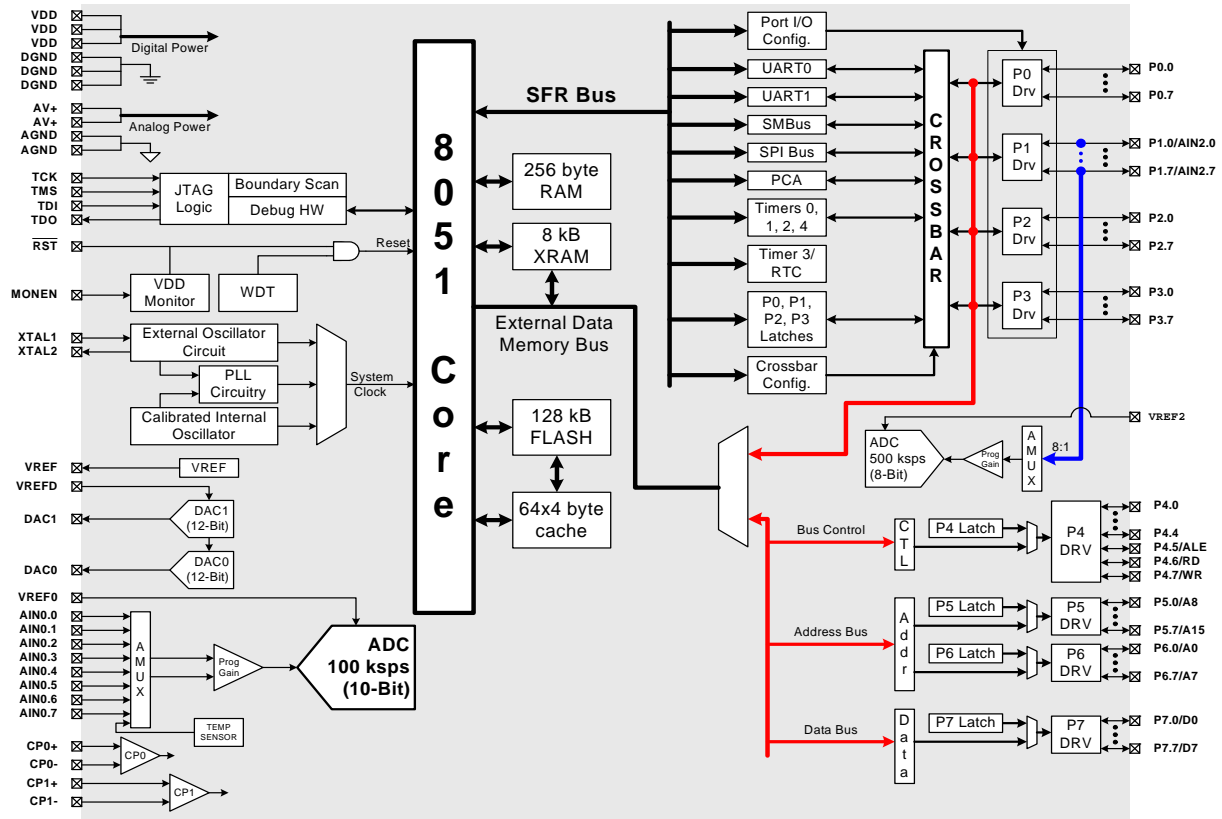 VDD
VDD
VDD
Digital Power
DGND
DGND
DGND
AV+
AV+
Analog Power
AGND
AGND
TCK
TMS
TDI
TDO
JTAG
Logic
Boundary Scan
Debug HW
RST
Reset
MONEN
VDD
Monitor
WDT
XTAL1
XTAL2
External Oscillator
Circuit
PLL
Circuitry
Calibrated Internal
Oscillator
System
Clock
VREF
VREF
VREFD
DAC1
DAC1
(12-Bit)
DAC0
DAC0
(12-Bit)
VREF0
AIN0.0
AIN0.1
AIN0.2
AIN0.3
AIN0.4
AIN0.5
AIN0.6
AIN0.7
AMUX
Prog
Gain
ADC
100 ksps
(10-Bit)
TEMP
SENSOR
CP0+
CP0-
CP0
CP1+
CP1-
CP1
8051 Core
SFR Bus
256 byte
RAM
8 kB
XRAM
External Data
Memory Bus
128 kB
FLASH
64x4 byte
cache
Port I/O
Config.
UART0
UART1
SMBus
SPI Bus
PCA
Timers 0,
1, 2, 4
Timer 3/
RTC
P0, P1,
P2, P3
Latches
Crossbar
Config.
CROSSBAR
P0
Drv
P1
Drv
P2
Drv
P3
Drv
P0.0
P0.7
P1.0/AIN2.0
P1.7/AIN2.7
P2.0
P2.7
P3.0
P3.7
VREF2
ADC
500 ksps
(8-Bit)
Prog
Gain
AMUX
8:1
Bus Control
CTL
P4 Latch
P4
DRV
P4.0
P4.4
P4.5/ALE
P4.6/RD
P4.7/WR
Address Bus
Addr
P5 Latch
P5
DRV
P5.0/A8
P5.7/A15
P6 Latch
P6
DRV
P6.0/A0
P6.7/A7
Data Bus
Data
P7 Latch
P7
DRV
P7.0/D0
P7.7/D7